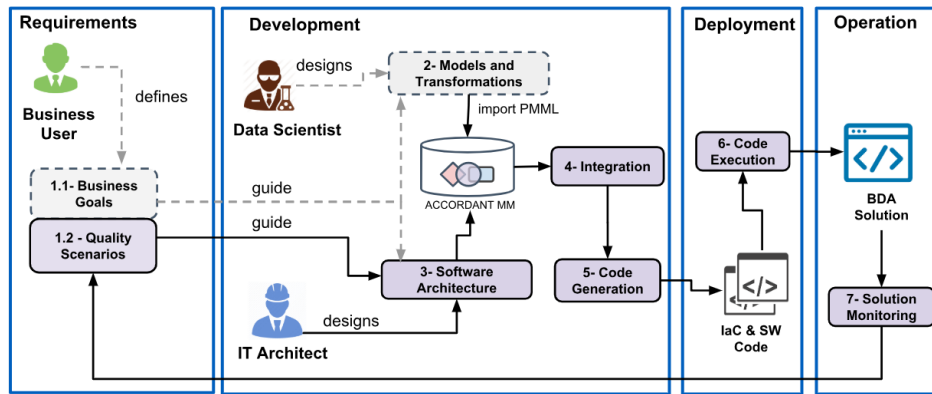 Requirements
Development
Deployment
Operation
Business
User
defines
1.1- Business
Goals
1.2 - Quality
Scenarios
designs
Data Scientist
2- Models and
Transformations
import PMML
ACCORDANT MM
guide
guide
3- Software
Architecture
designs
IT Architect
4- Integration
5- Code
Generation
6- Code
Execution
</>
</>
IaC & SW
Code
</>
BDA
Solution
7- Solution
Monitoring